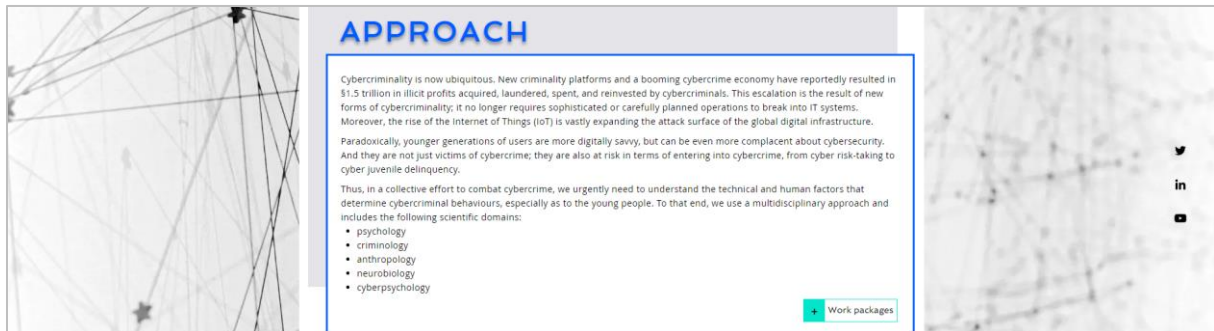 APPROACH
Cybercriminality is now ubiquitous. New criminality platforms and a booming cybercrime economy have reportedly resulted in
$1.5 trillion in illicit profits acquired, laundered, spent, and reinvested by cybercriminals. This escalation is the result of new
forms of cybercriminality; it no longer requires sophisticated or carefully planned operations to break into IT systems.
Moreover, the rise of the Internet of Things (IoT) is vastly expanding the attack surface of the global digital infrastructure.
Paradoxically, younger generations of users are more digitally savvy, but can be even more complacent about cybersecurity.
And they are not just victims of cybercrime; they are also at risk in terms of entering into cybercrime, from cyber risk-taking to
cyber juvenile delinquency.
Thus, in a collective effort to combat cybercrime, we urgently need to understand the technical and human factors that
determine cybercriminal behaviours, especially as to the young people. To that end, we use a multidisciplinary approach and
includes the following scientific domains:
• psychology
• criminology
• anthropology
• neurobiology
• cyberpsychology
+ Work packages
in